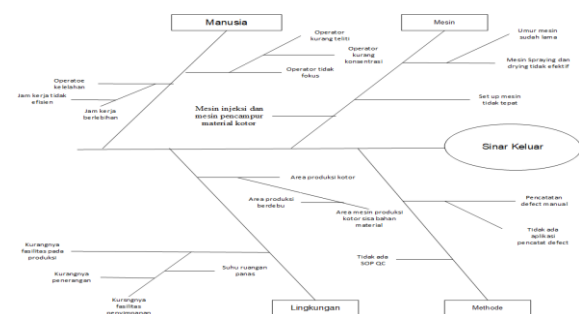 Manusia
Mesin
Operator
kurang teliti
Operator
kurang
konsentrasi
Operator tidak
fokus
Operatoe
kelelahan
Jam kerja tidak
efisien
Jam kerja
berlebihan
Umur mesin
sudah lama
Mesin Spraying dan
drying tidak efektif
Set up mesin
tidak tepat
Mesin injeksi dan
mesin pencampur
material kotor
Sinar Keluar
Area produksi kotor
Area produksi
berdebu
Area mesin produksi
kotor sisa bahan
material
Kurangnya
fasilitas pada
produksi
Kurangnya
penerangan
Kurangnya
fasilitas
penyimpanan
Suhu ruangan
panas
Pencatatan
defect manual
Tidak ada
aplikasi
pencatat defect
Tidak ada
SOP QC
Lingkungan
Methode